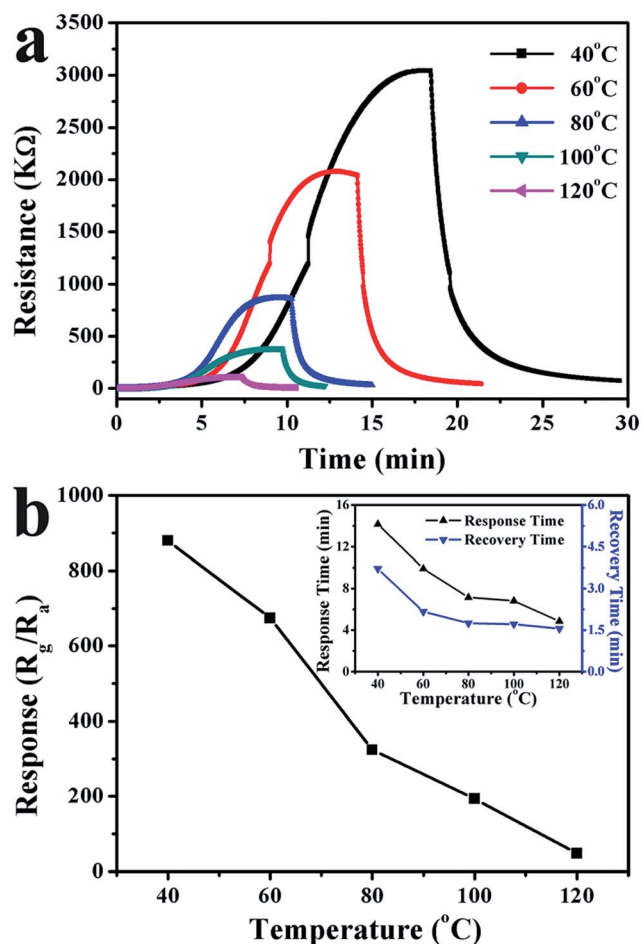 a
3500
3000
2500
2000
1500
1000
500
0
Resistance (KΩ)
40°C
60°C
80°C
100°C
120°C
0 5 10 15 20 25 30
Time (min)
b
1000
800
600
400
200
0
Response (Rg/Ra)
16
12
8
4
0
Response Time (min)
Response Time
Recovery Time
6.0
4.5
3.0
1.5
0.0
Recovery Time (min)
40 60 80 100 120
Temperature (°C)
40 60 80 100 120
Temperature (°C)